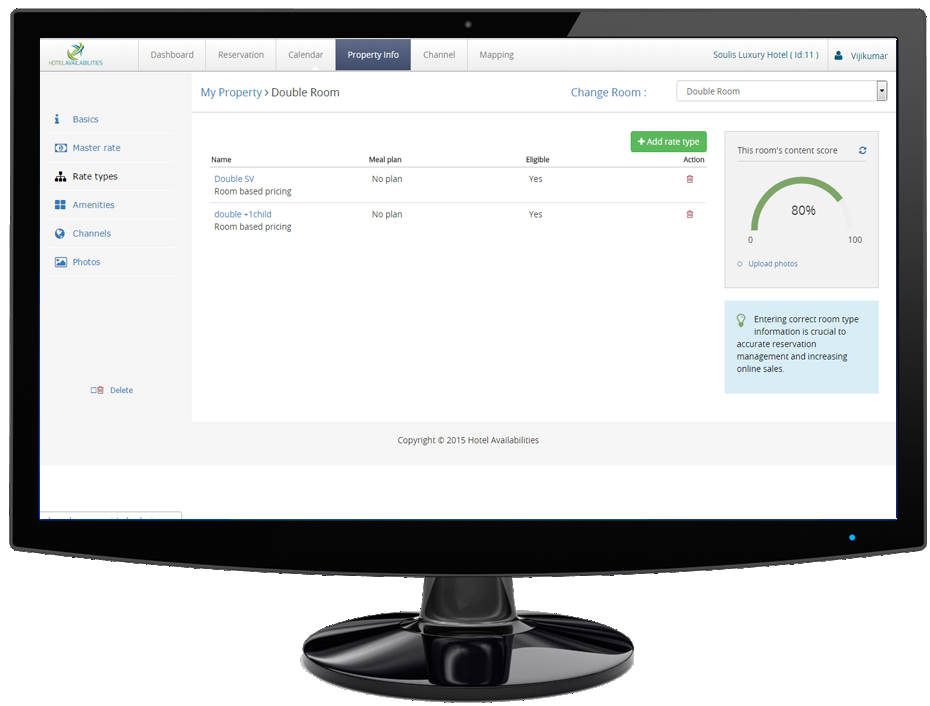 HOTELAVAILABILITIES
Dashboard
Reservation
Calendar
Property Info
Channel
Mapping
Soulis Luxury Hotel ( Id:11 )
Vijikumar
My Property > Double Room
Change Room :
Double Room
Basics
Master rate
Rate types
Amenities
Channels
Photos
Delete
+ Add rate type
Name Meal plan Eligible Action
Double SV No plan Yes
Room based pricing
double +1child No plan Yes
Room based pricing
This room's content score
80%
0 100
Upload photos
Entering correct room type
information is crucial to
accurate reservation
management and increasing
online sales.
Copyright © 2015 Hotel Availabilities